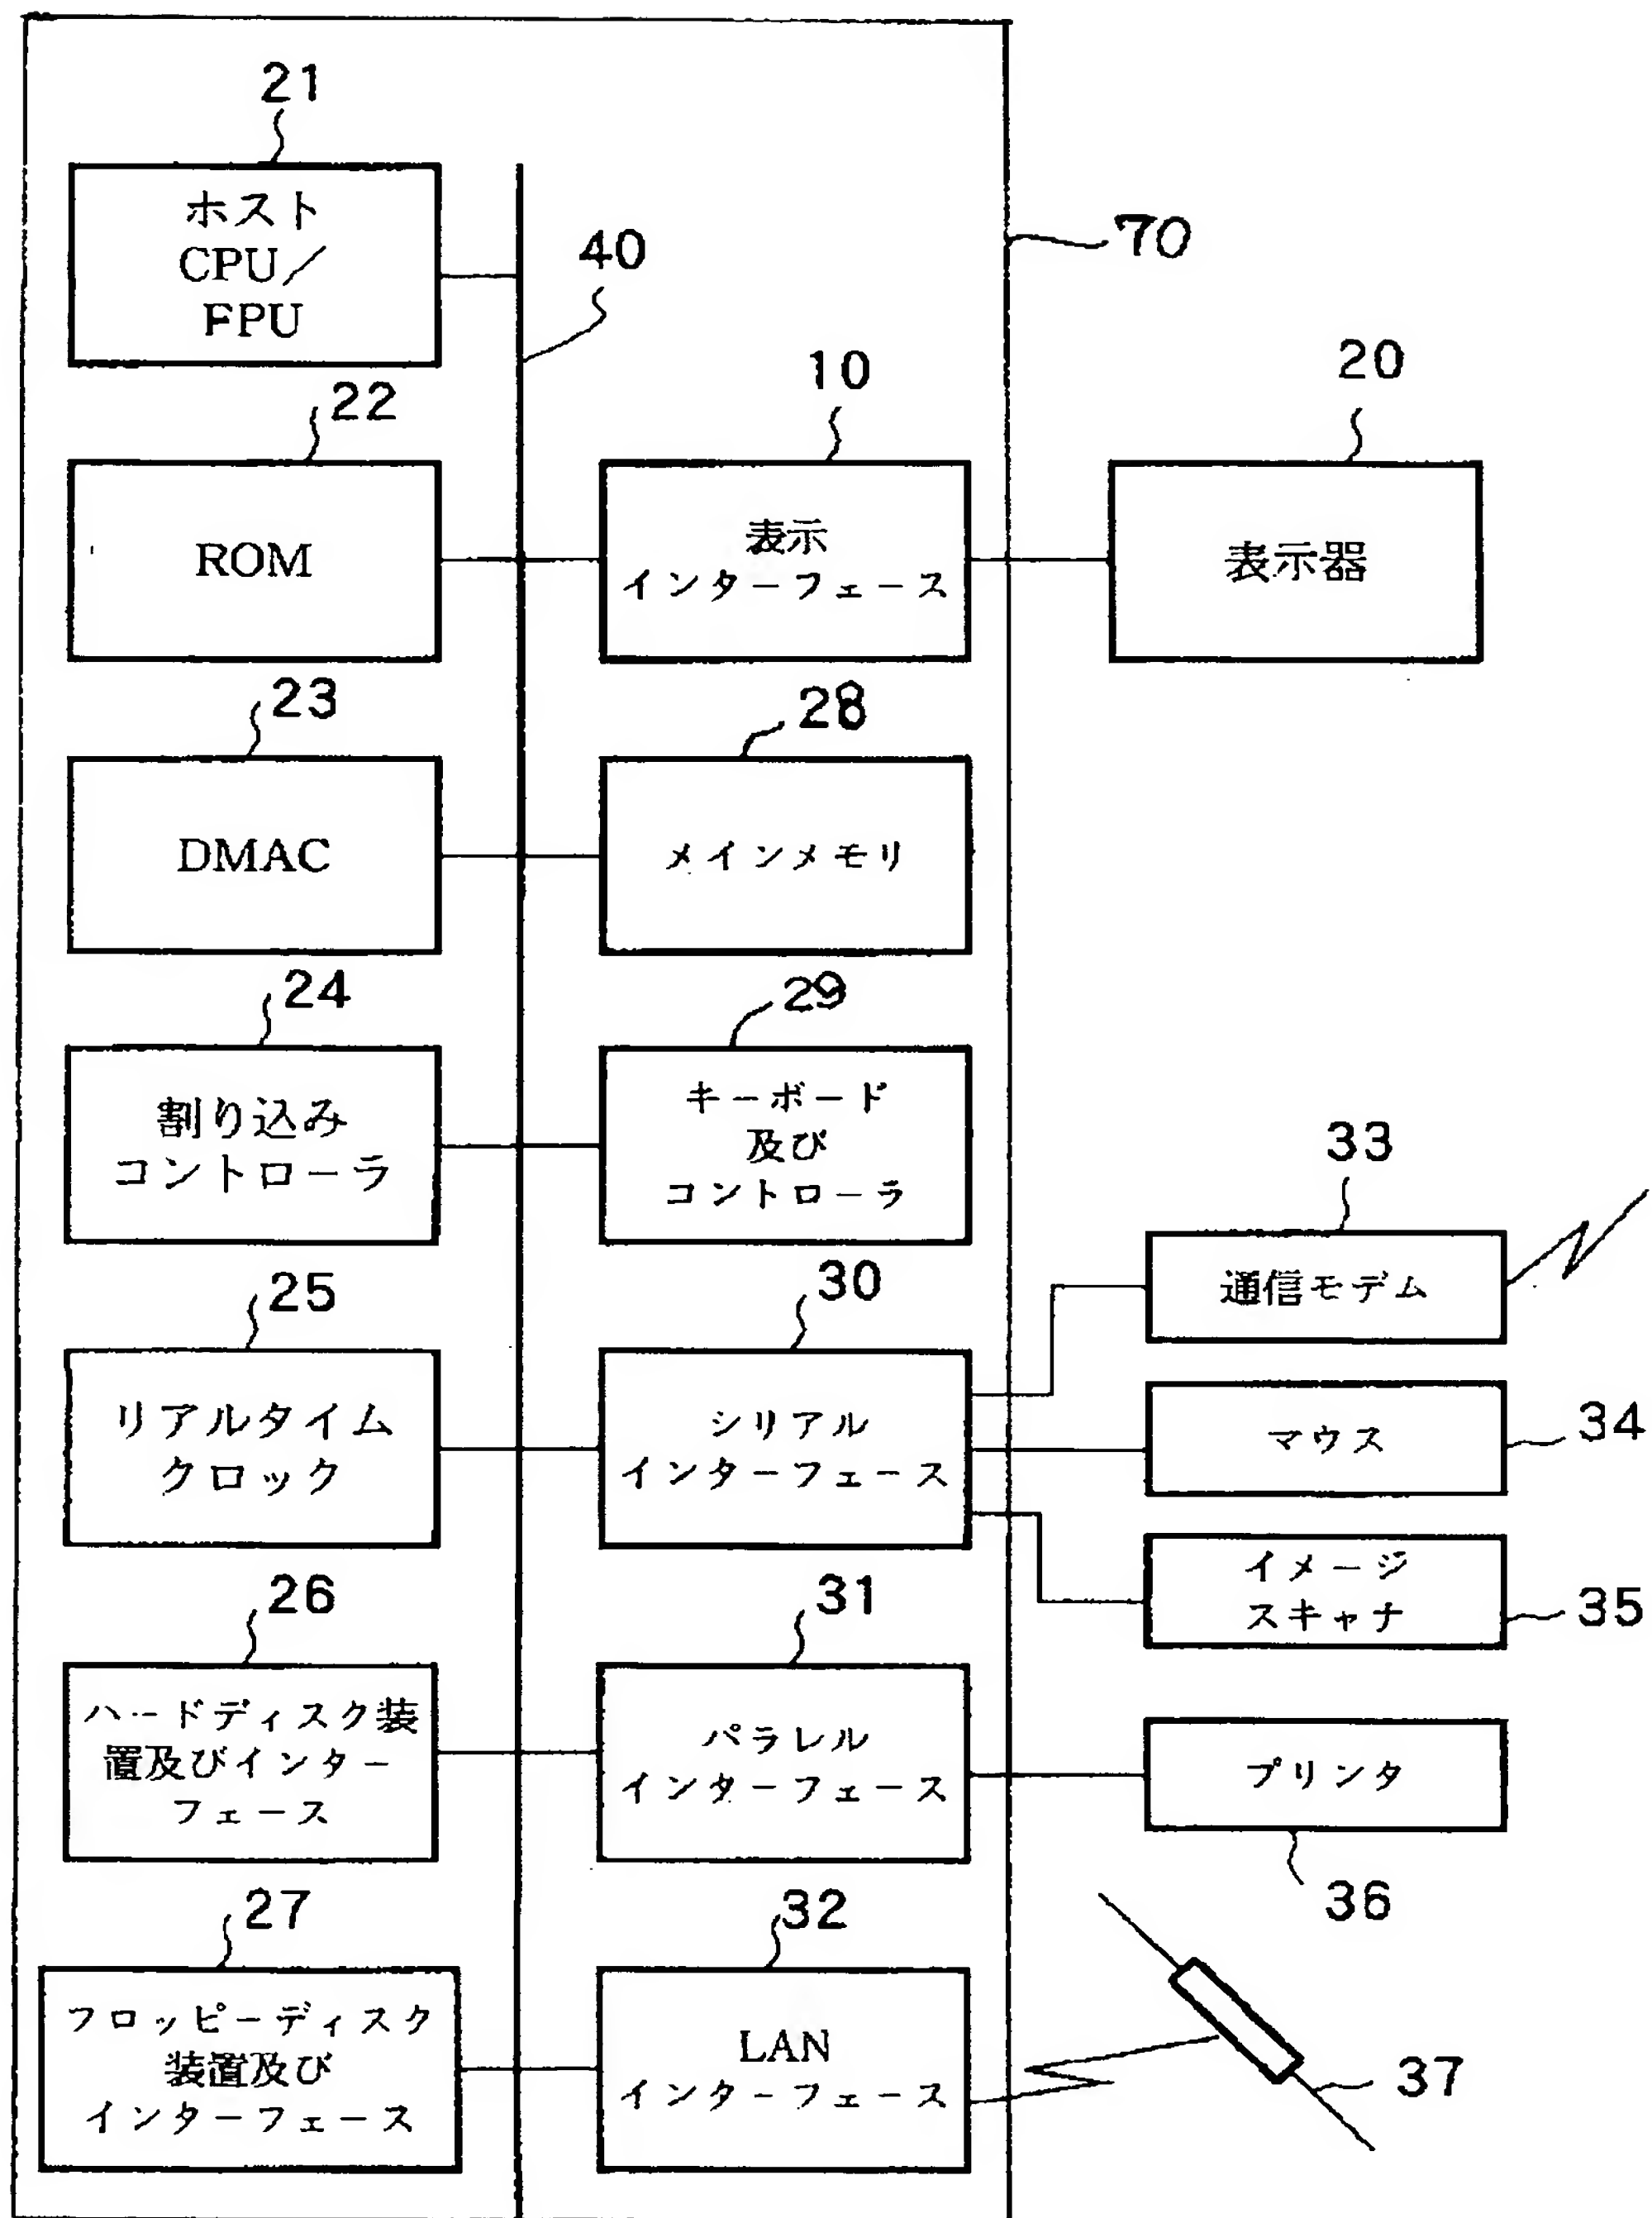 21
ホスト
CPU／
FPU
40
70
22
ROM
10
表示
インターフェース
20
表示器
23
DMAC
28
メインメモリ
24
割り込み
コントローラ
29
キーボード
及び
コントローラ
25
リアルタイム
クロック
30
シリアル
インターフェース
33
通信モデム
マウス
34
イメージ
スキャナ
35
26
ハードディスク装
置及びインター
フェース
31
パラレル
インターフェース
プリンタ
36
27
フロッピーディスク
装置及び
インターフェース
32
LAN
インターフェース
37